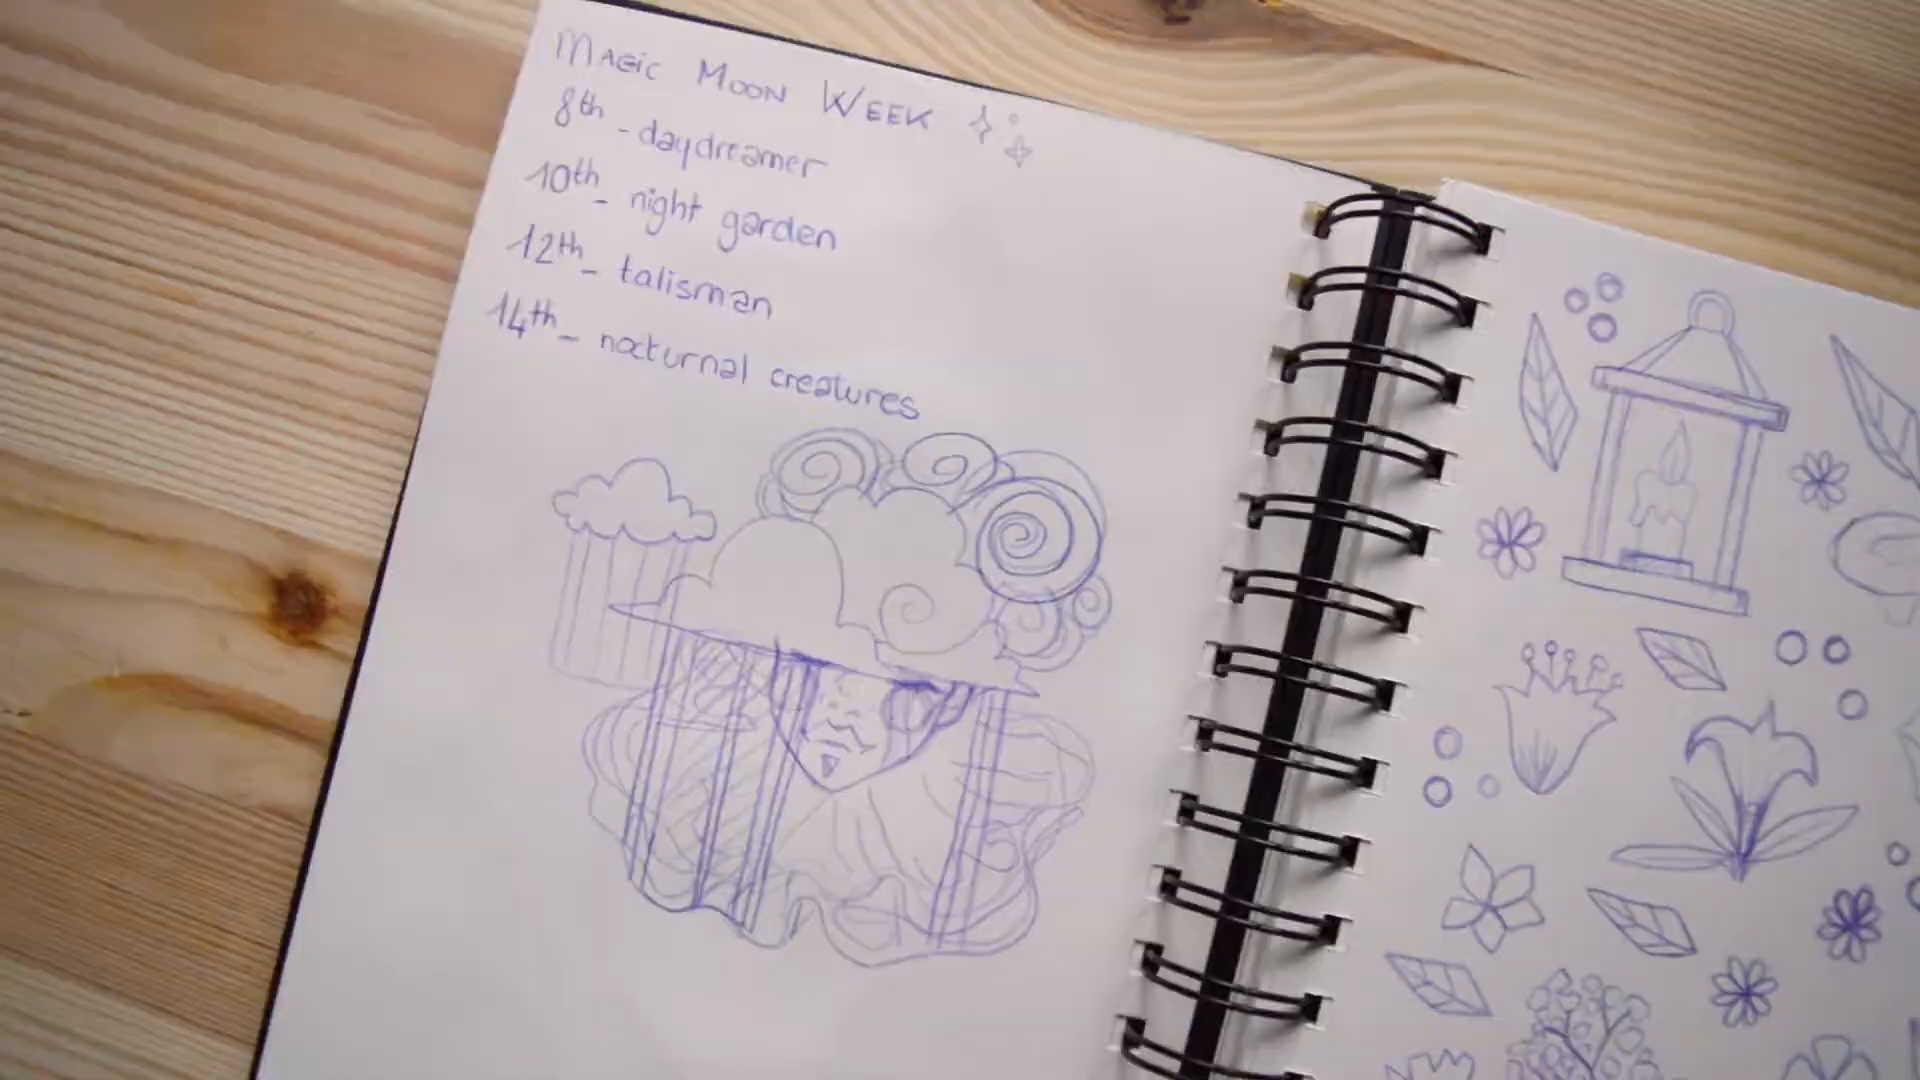 MAGiC MOON WEEK
8th - daydreamer
10th - night garden
12th - talisman
14th - nocturnal creatures